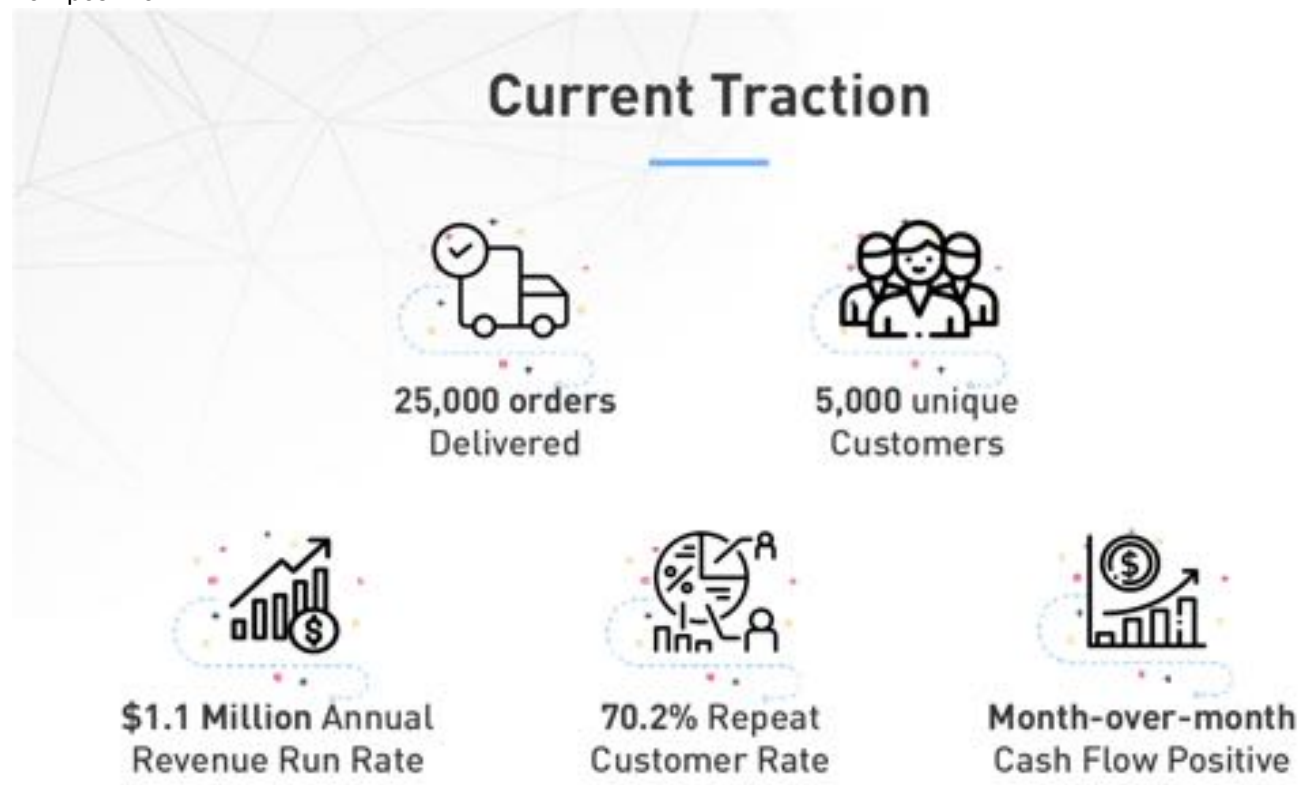 Current Traction
25,000 orders
Delivered
5,000 unique
Customers
$1.1 Million Annual
Revenue Run Rate
70.2% Repeat
Customer Rate
Month-over-month
Cash Flow Positive